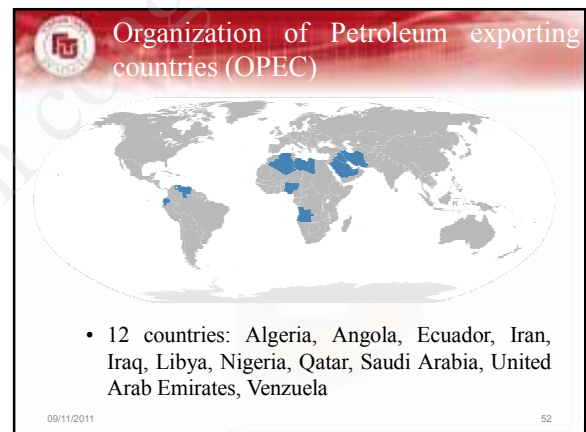 Organization of Petroleum exporting
countries (OPEC)
• 12 countries: Algeria, Angola, Ecuador, Iran,
Iraq, Libya, Nigeria, Qatar, Saudi Arabia, United
Arab Emirates, Venzuela
09/11/2011
52